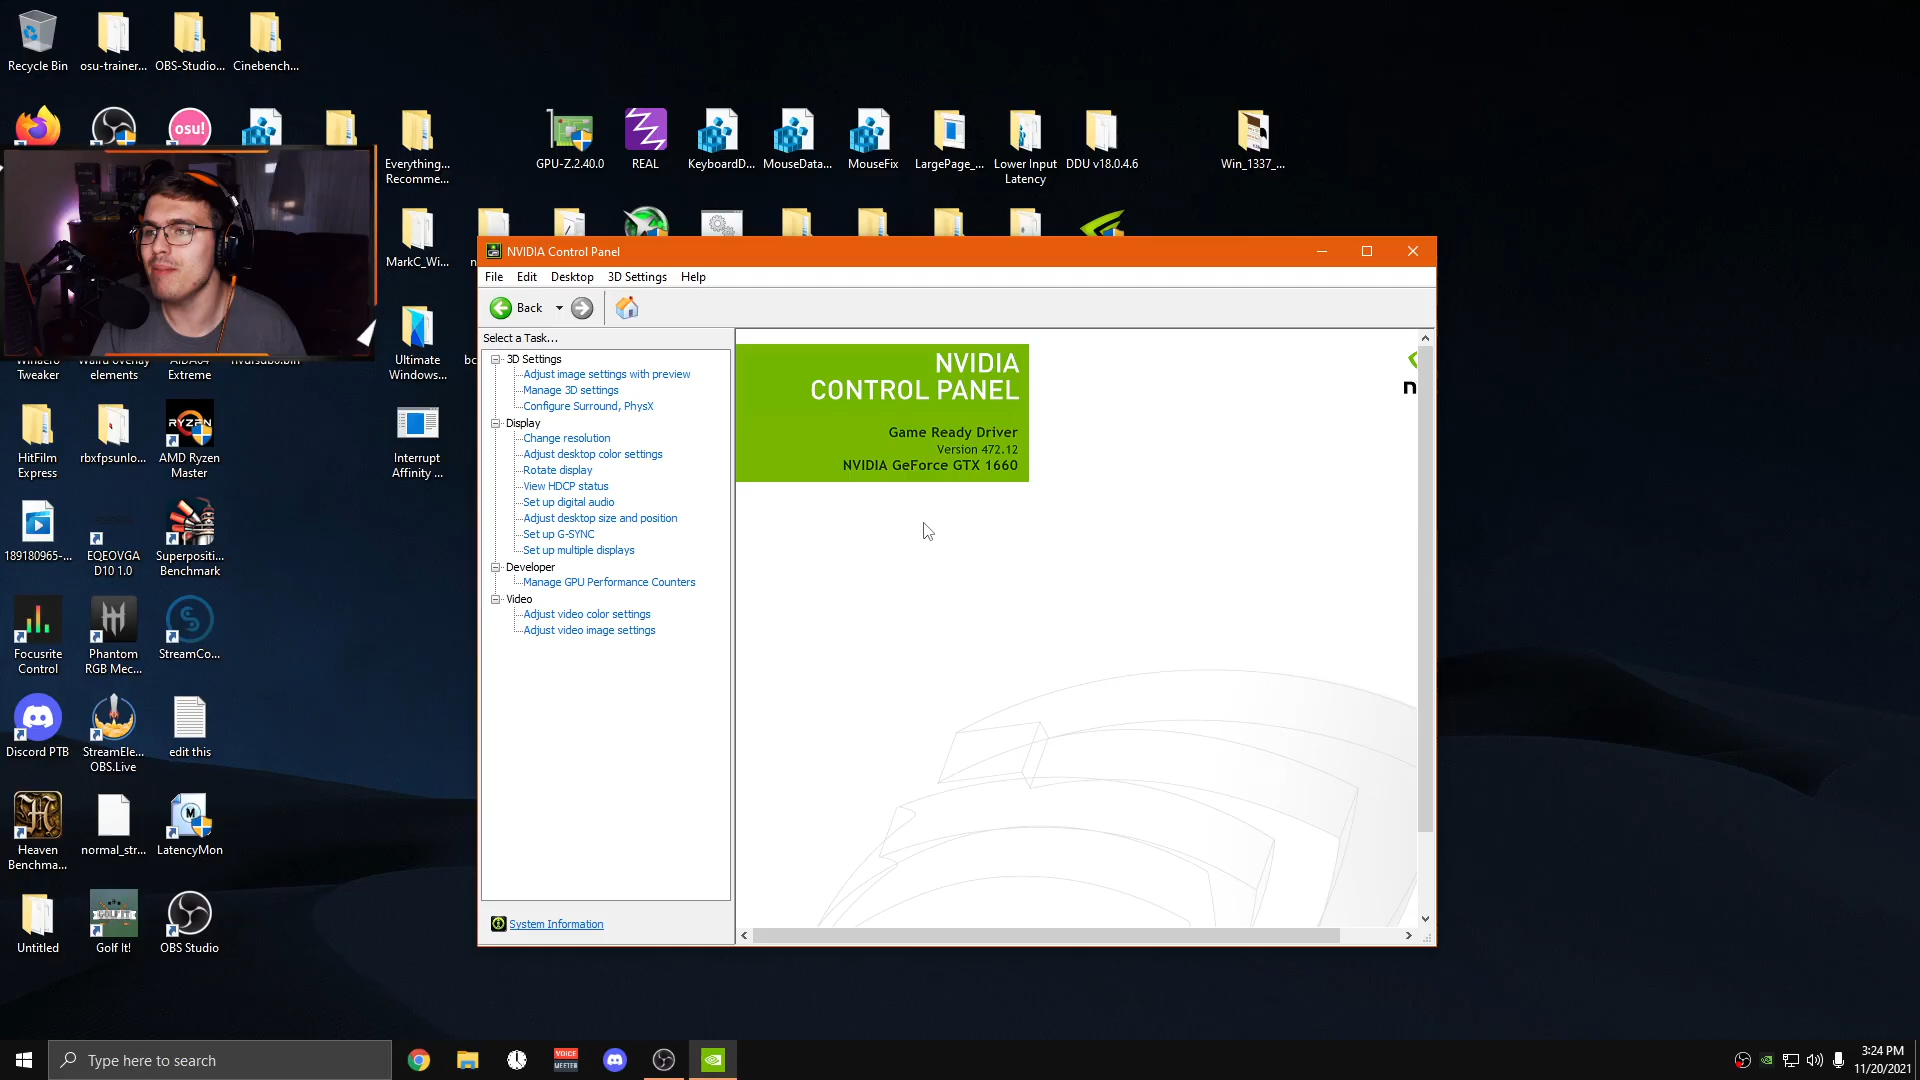 Recycle Bin
osu-trainer...
OBS-Studio...
Cinebench...
osu!
Everything...
Recomme...
GPU-Z.2.40.0
REAL
KeyboardD...
MouseData...
MouseFix
LargePage_...
Lower Input
Latency
DDU v18.0.4.6
Win_1337_...
MarkC_Wi...
Tweaker
elements
AIDA64
Extreme
Ultimate
Windows...
HitFilm
Express
rbxfpsunlo...
RYZEN
AMD Ryzen
Master
Interrupt
Affinity ...
189180965-...
EQEOVGA
D10 1.0
Superpositi...
Benchmark
Focusrite
Control
Phantom
RGB Mec...
StreamCo...
Discord PTB
StreamEle...
OBS.Live
edit this
Heaven
Benchma...
normal_str...
M
LatencyMon
Untitled
GOLF IT!
Golf It!
OBS Studio
NVIDIA Control Panel
File Edit Desktop 3D Settings Help
Back
Select a Task...
3D Settings
Adjust image settings with preview
Manage 3D settings
Configure Surround, PhysX
Display
Change resolution
Adjust desktop color settings
Rotate display
View HDCP status
Set up digital audio
Adjust desktop size and position
Set up G-SYNC
Set up multiple displays
Developer
Manage GPU Performance Counters
Video
Adjust video color settings
Adjust video image settings
System Information
NVIDIA
CONTROL PANEL
Game Ready Driver
Version 472.12
NVIDIA GeForce GTX 1660
n
Type here to search
VOICE
MEETER
3:24 PM
11/20/2021